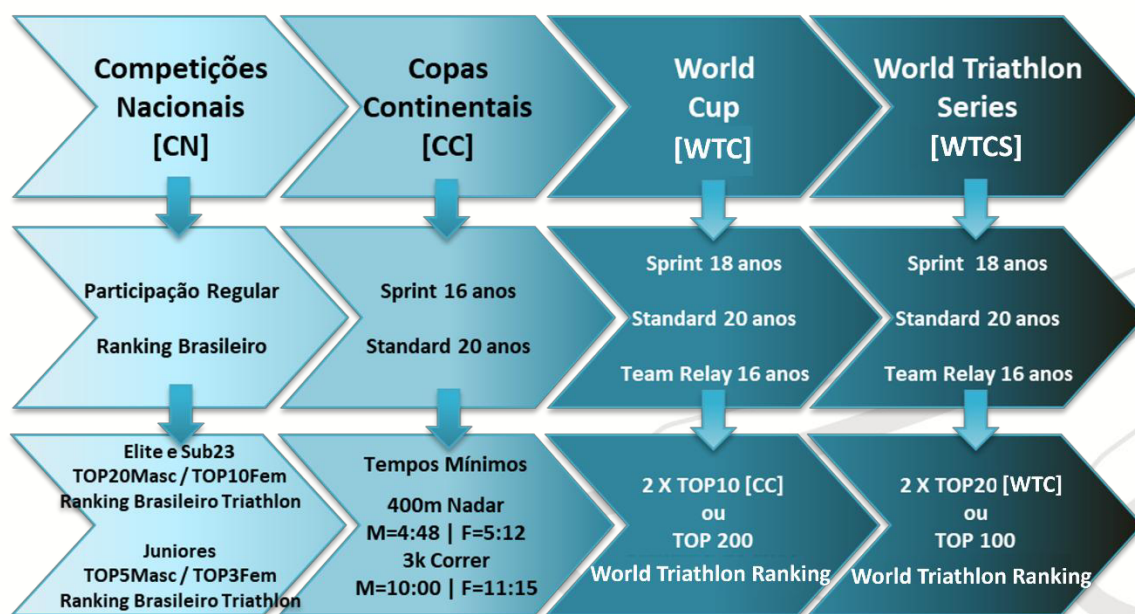 Competições
Nacionais
[CN]
Copas
Continentais
[CC]
World
Cup
[WTC]
World Triathlon
Series
[WTCS]
Participação Regular
Ranking Brasileiro
Sprint 16 anos
Standard 20 anos
Sprint 18 anos
Standard 20 anos
Team Relay 16 anos
Sprint 18 anos
Standard 20 anos
Team Relay 16 anos
Elite e Sub23
TOP20Masc / TOP10Fem
Ranking Brasileiro Triathlon
Juniores
TOP5Masc / TOP3Fem
Ranking Brasileiro Triathlon
Tempos Mínimos
400m Nadar
M=4:48 | F=5:12
3k Correr
M=10:00 | F=11:15
2 X TOP10 [CC]
ou
TOP 200
World Triathlon Ranking
2 X TOP20 [WTC]
ou
TOP 100
World Triathlon Ranking